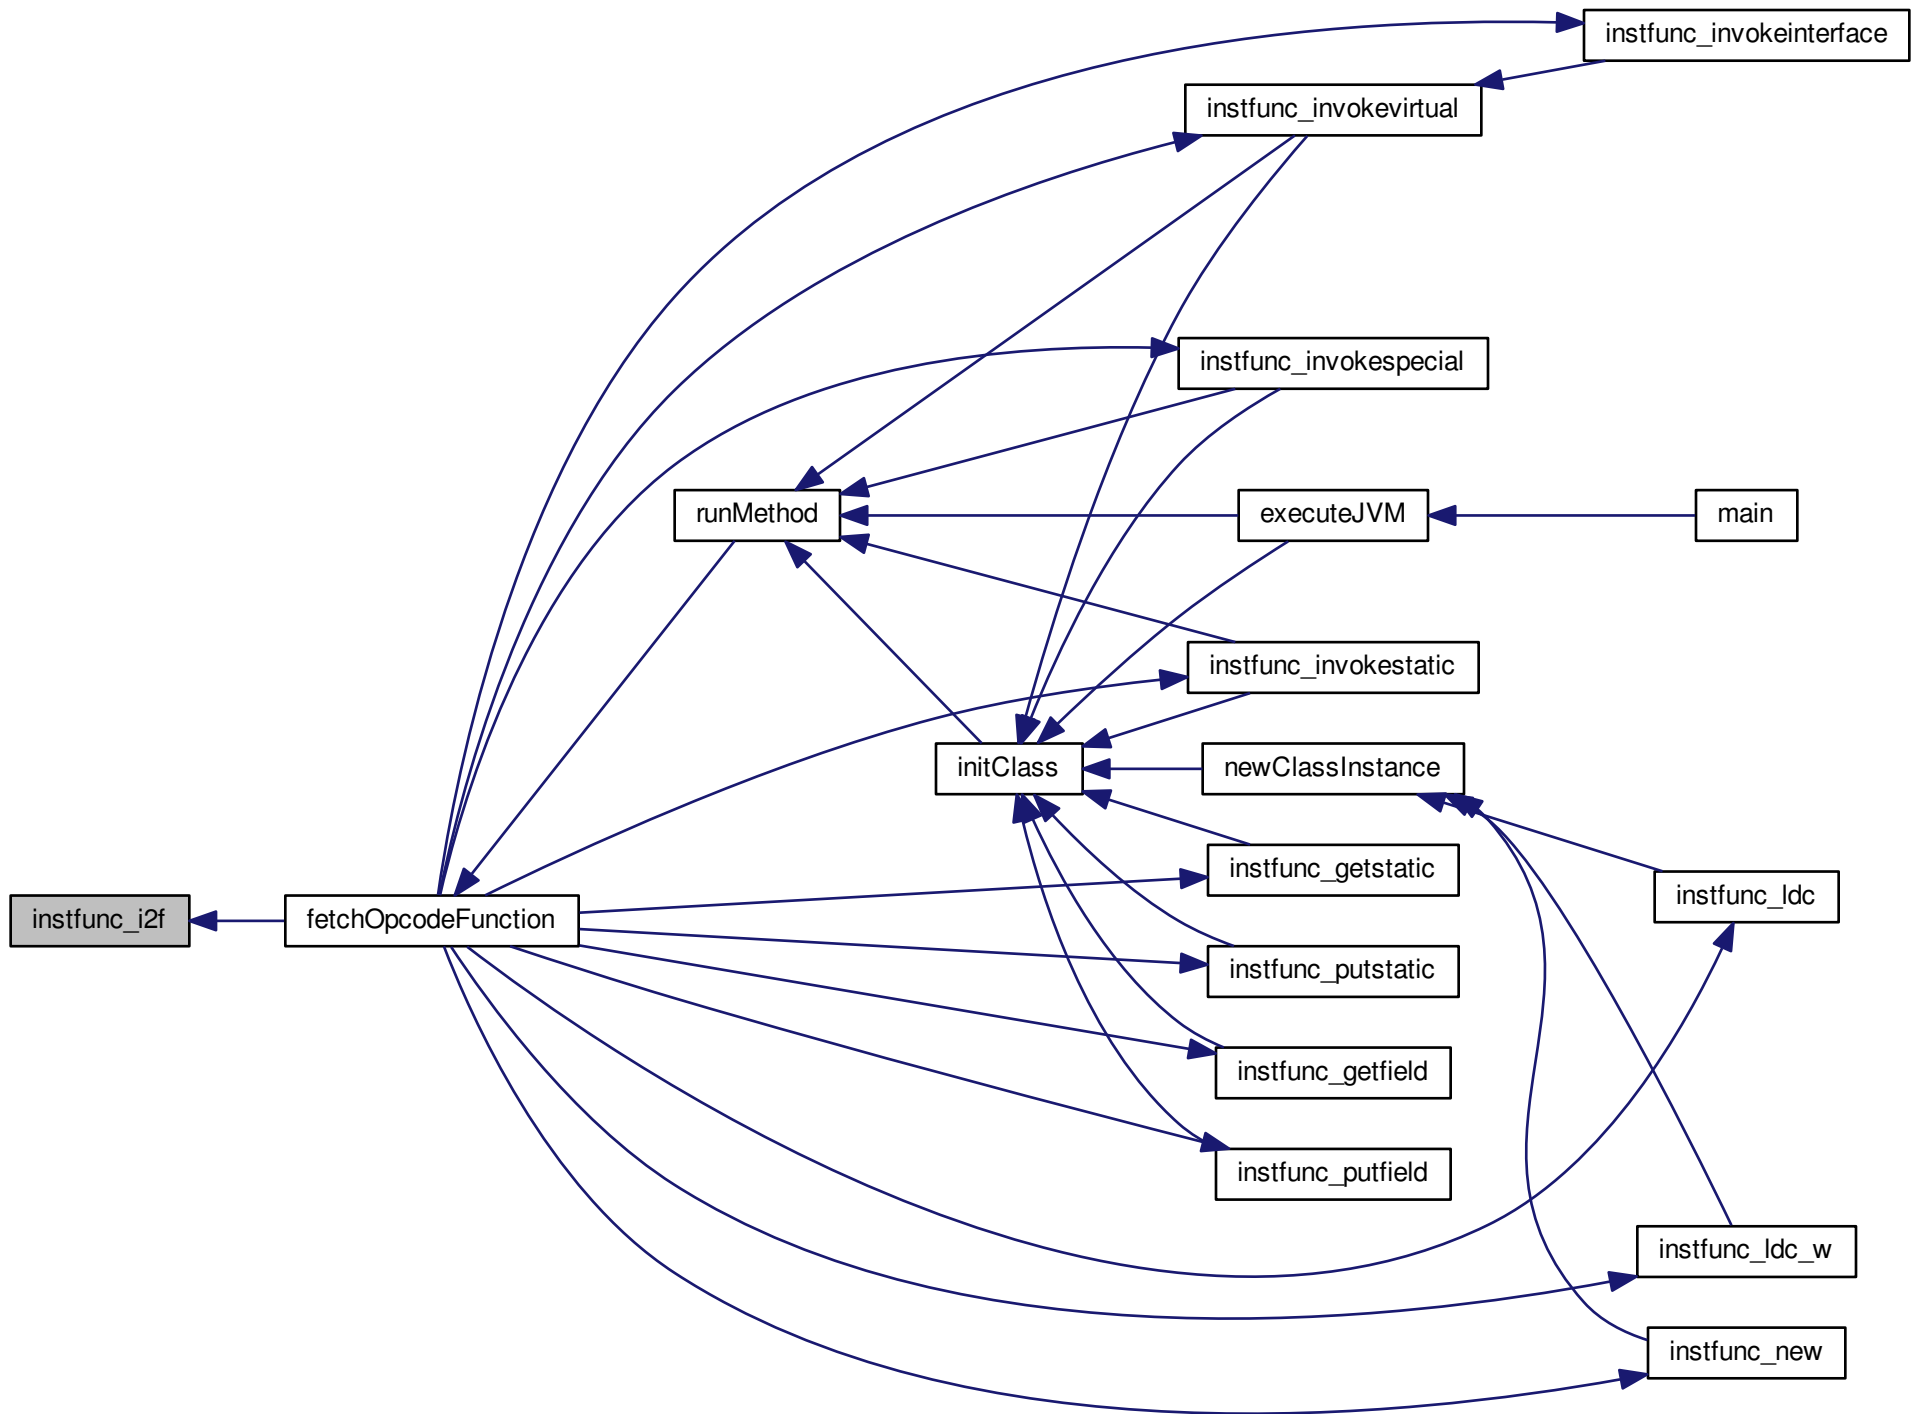 instfunc_invokeinterface
instfunc_invokevirtual
instfunc_invokespecial
runMethod
executeJVM
main
instfunc_invokestatic
initClass
newClassInstance
instfunc_getstatic
instfunc_ldc
instfunc_i2f
fetchOpcodeFunction
instfunc_putstatic
instfunc_getfield
instfunc_putfield
instfunc_ldc_w
instfunc_new